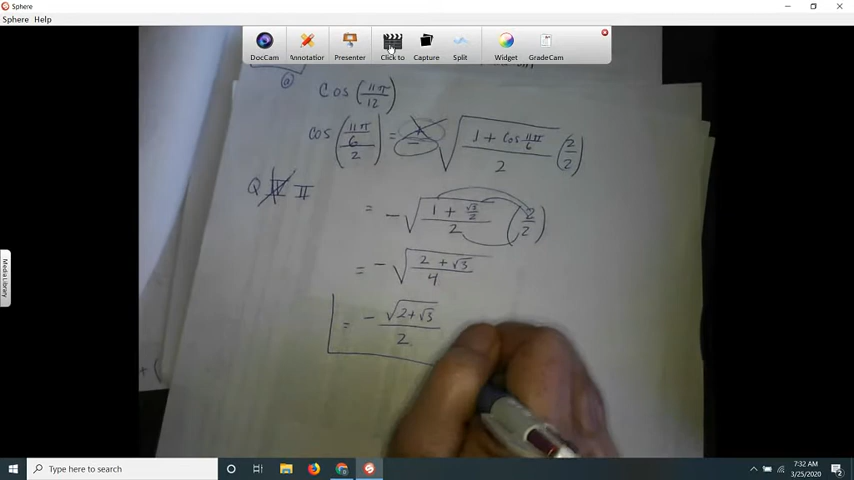 Sphere
Sphere Help
DocCam Annotation Presenter Click to Capture Split Widget GradeCam
Media Library
a
Cos (11π/12)
cos ((11π/6)/2) = + - √((1 + cos 11π/6)/2) (2/2)
Q IV II
= - √((1 + √3/2)/2) (2/2)
= - √((2 + √3)/4)
= - √(2+√3)/2
Type here to search
7:32 AM
3/25/2020
2